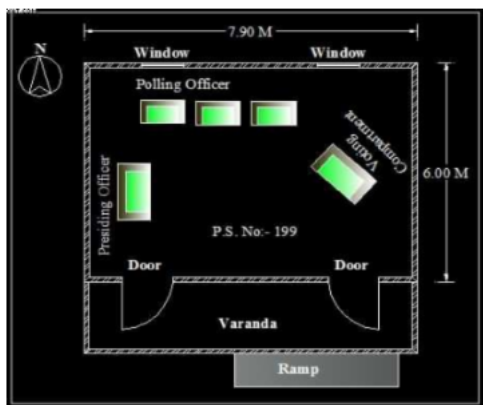 7.90 M
N
Window
Window
Polling Officer
Voting
Compartment
6.00 M
Presiding Officer
P.S. No:- 199
Door
Door
Varanda
Ramp